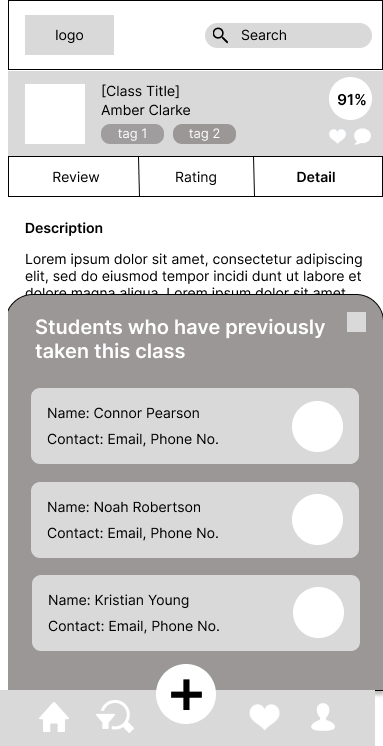 logo
Search
[Class Title]
Amber Clarke
91%
tag 1
tag 2
Review
Rating
Detail
Description
Lorem ipsum dolor sit amet, consectetur adipiscing
elit, sed do eiusmod tempor incidi dunt ut labore et
dolore magna aliqua. Lorem ipsum dolor sit amet
Students who have previously
taken this class
Name: Connor Pearson
Contact: Email, Phone No.
Name: Noah Robertson
Contact: Email, Phone No.
Name: Kristian Young
Contact: Email, Phone No.